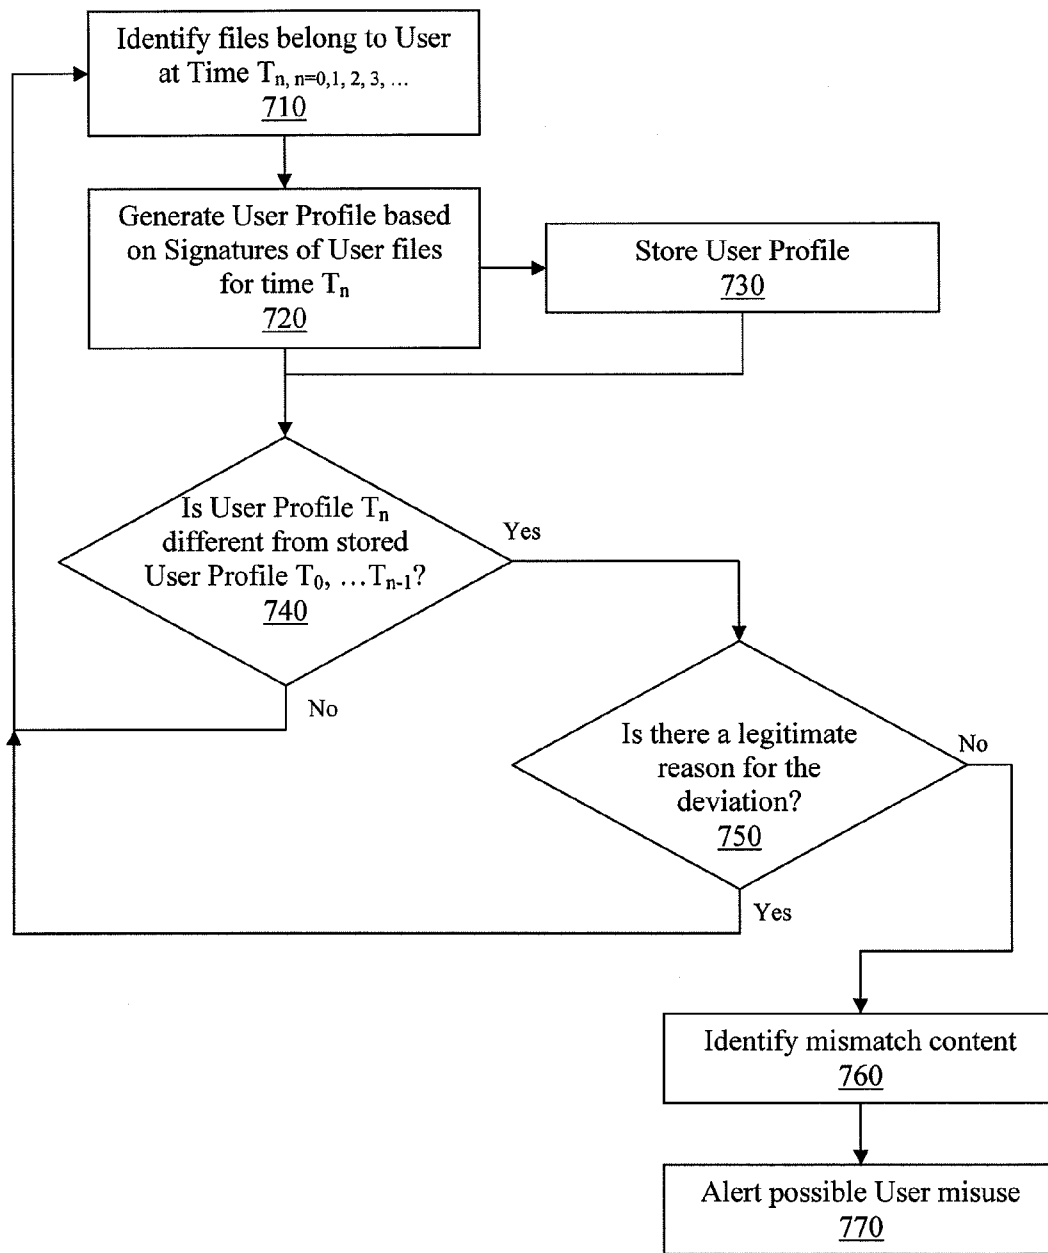 Identify files belong to User
at Time Tn, n=0,1, 2, 3, ...
710
Generate User Profile based
on Signatures of User files
for time Tn
720
Store User Profile
730
Is User Profile Tn
different from stored
User Profile T0, …Tn-1?
740
Yes
No
Is there a legitimate
reason for the
deviation?
750
No
Yes
Identify mismatch content
760
Alert possible User misuse
770